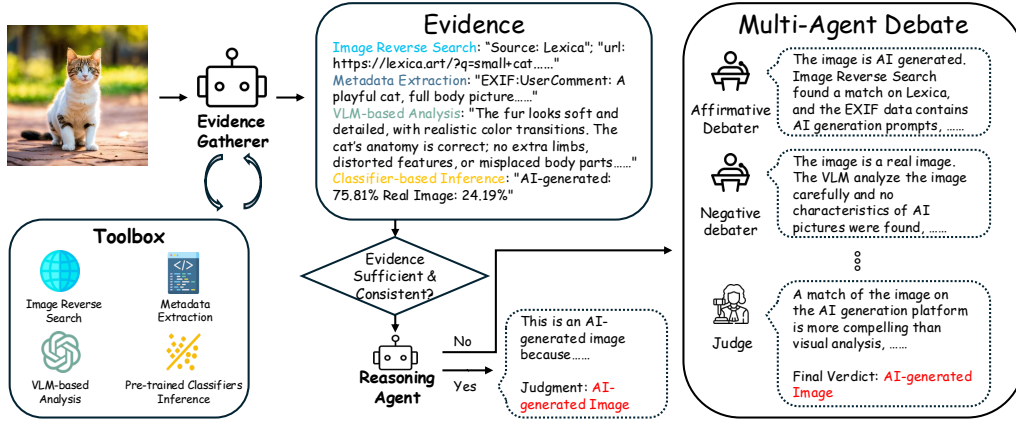 Evidence
Image Reverse Search: “Source: Lexica"; "url:
https://lexica.art/?q=small+cat......"
Metadata Extraction: "EXIF:UserComment: A
playful cat, full body picture......"
VLM-based Analysis: "The fur looks soft and
detailed, with realistic color transitions. The
cat's anatomy is correct; no extra limbs,
distorted features, or misplaced body parts......"
Classifier-based Inference: "AI-generated:
75.81% Real Image: 24.19%"
Evidence
Gatherer
Toolbox
Image Reverse
Search
Metadata
Extraction
VLM-based
Analysis
Pre-trained Classifiers
Inference
Evidence
Sufficient &
Consistent?
Reasoning
Agent
No
Yes
This is an AI-
generated image
because......
Judgment: AI-
generated Image
Multi-Agent Debate
Affirmative
Debater
The image is AI generated.
Image Reverse Search
found a match on Lexica,
and the EXIF data contains
AI generation prompts, ......
Negative
debater
The image is a real image.
The VLM analyze the image
carefully and no
characteristics of AI
pictures were found, ......
Judge
A match of the image on
the AI generation platform
is more compelling than
visual analysis, ......
Final Verdict: AI-generated
Image